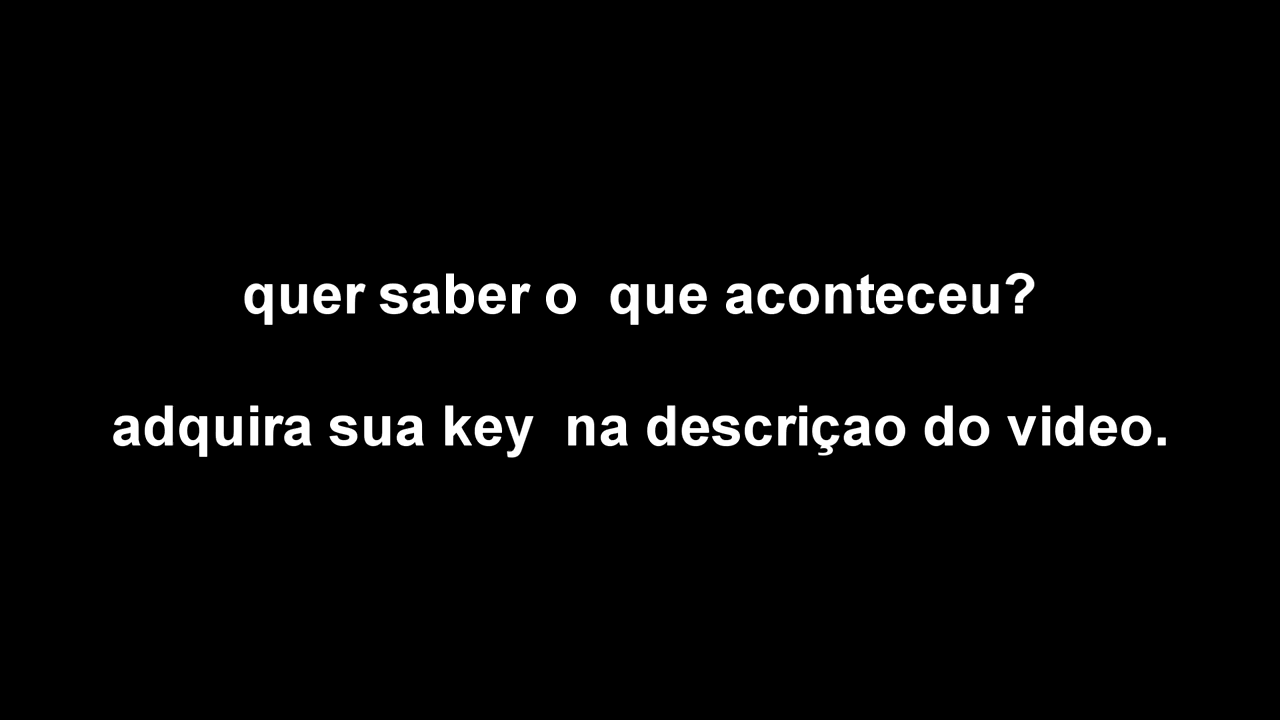 quer saber o  que aconteceu?
adquira sua key  na descriçao do video.